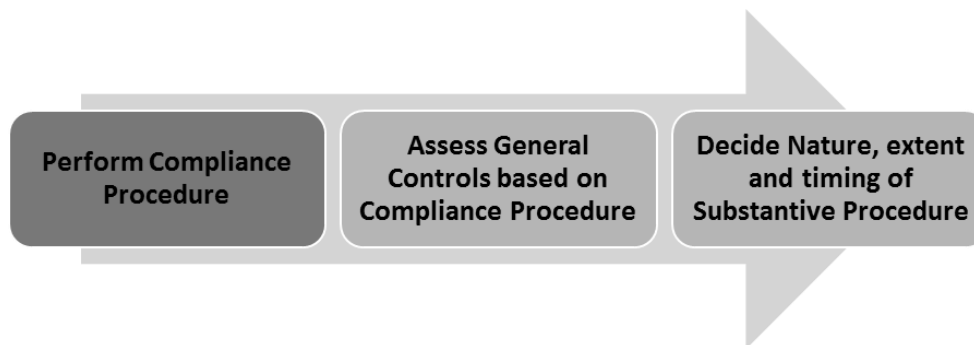 Perform Compliance
Procedure
Assess General
Controls based on
Compliance Procedure
Decide Nature, extent
and timing of
Substantive Procedure